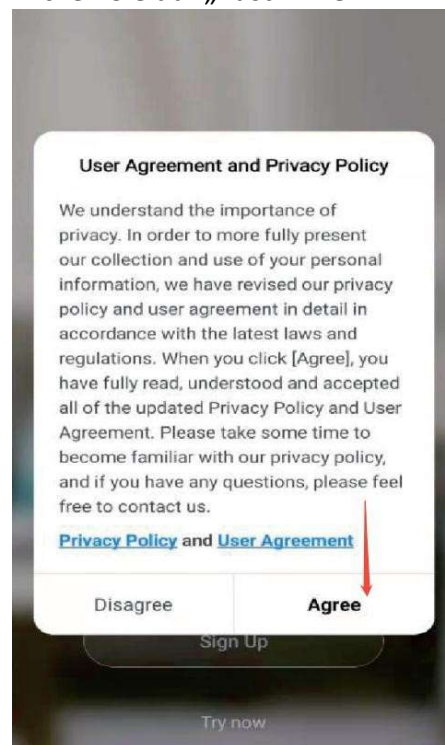 User Agreement and Privacy Policy
We understand the importance of
privacy. In order to more fully present
our collection and use of your personal
information, we have revised our privacy
policy and user agreement in detail in
accordance with the latest laws and
regulations. When you click [Agree], you
have fully read, understood and accepted
all of the updated Privacy Policy and User
Agreement. Please take some time to
become familiar with our privacy policy,
and if you have any questions, please feel
free to contact us.
Privacy Policy and User Agreement
Disagree Agree
Sign Up
Try now